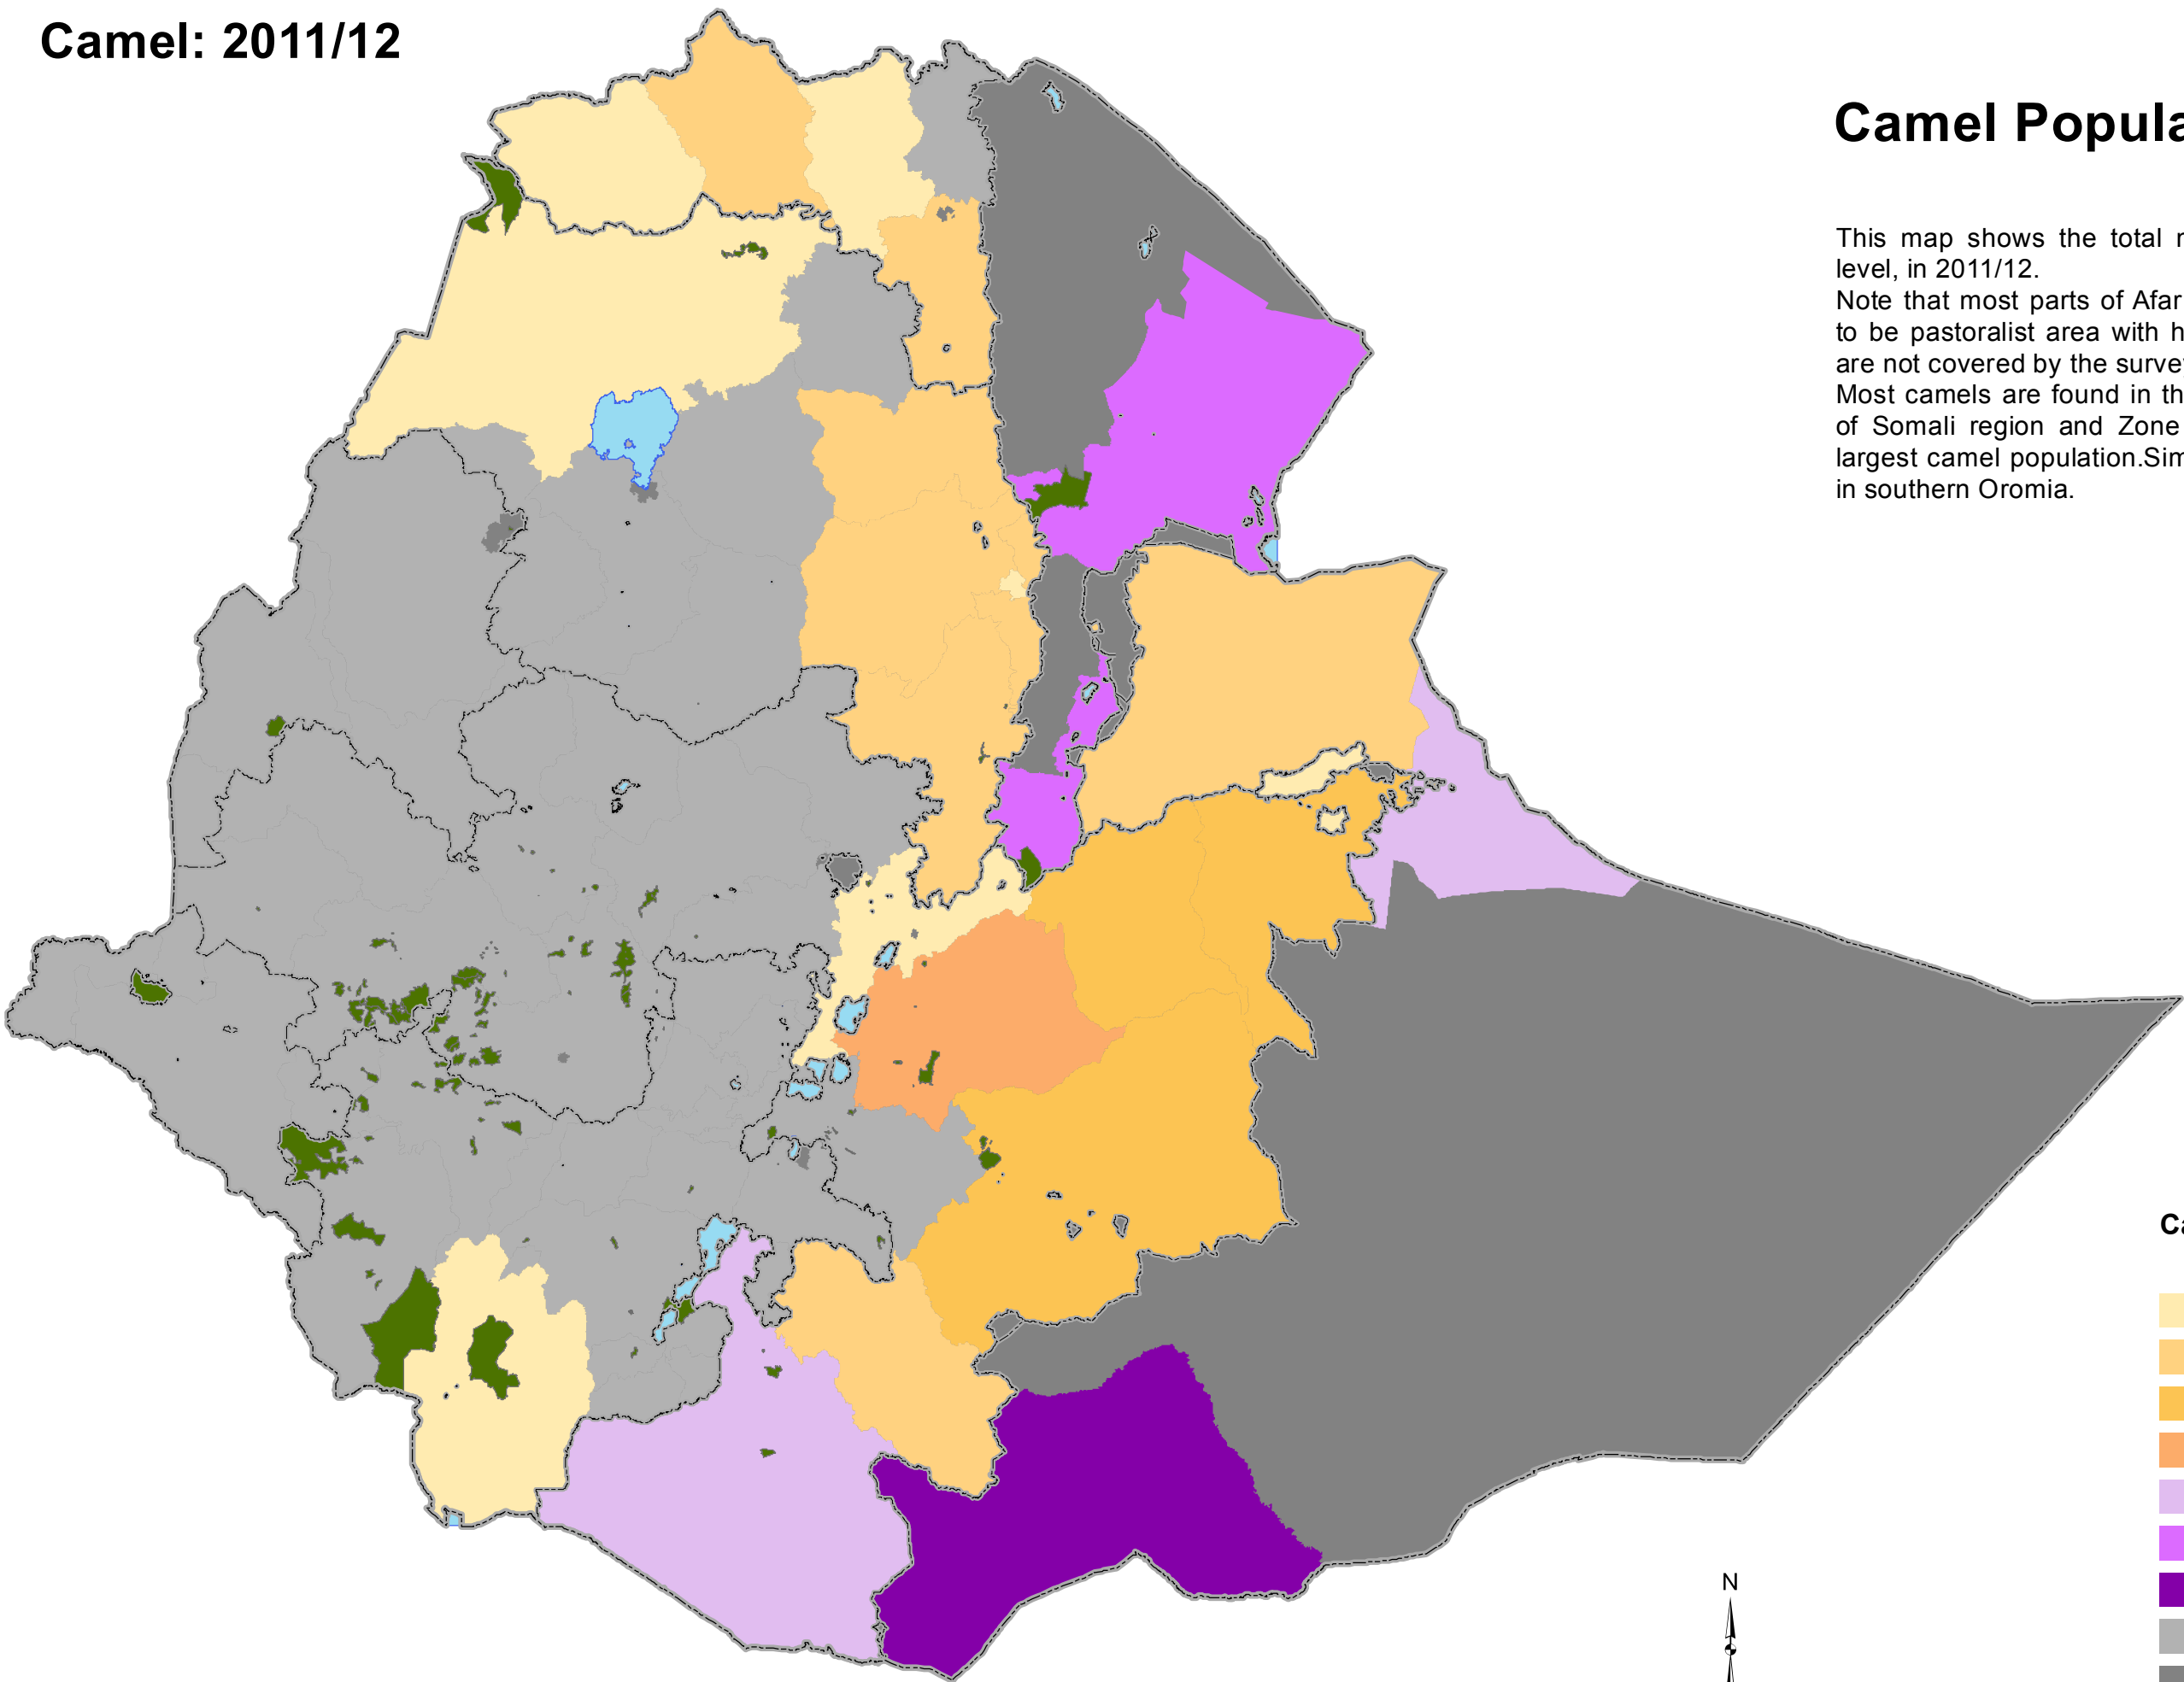 Camel: 2011/12
Camel Popula
This map shows the total
level, in 2011/12.
Note that most parts of Afar
to be pastoralist area with h
are not covered by the surve
Most camels are found in th
of Somali region and Zone
largest camel population.Sim
in southern Oromia.
Ca
N